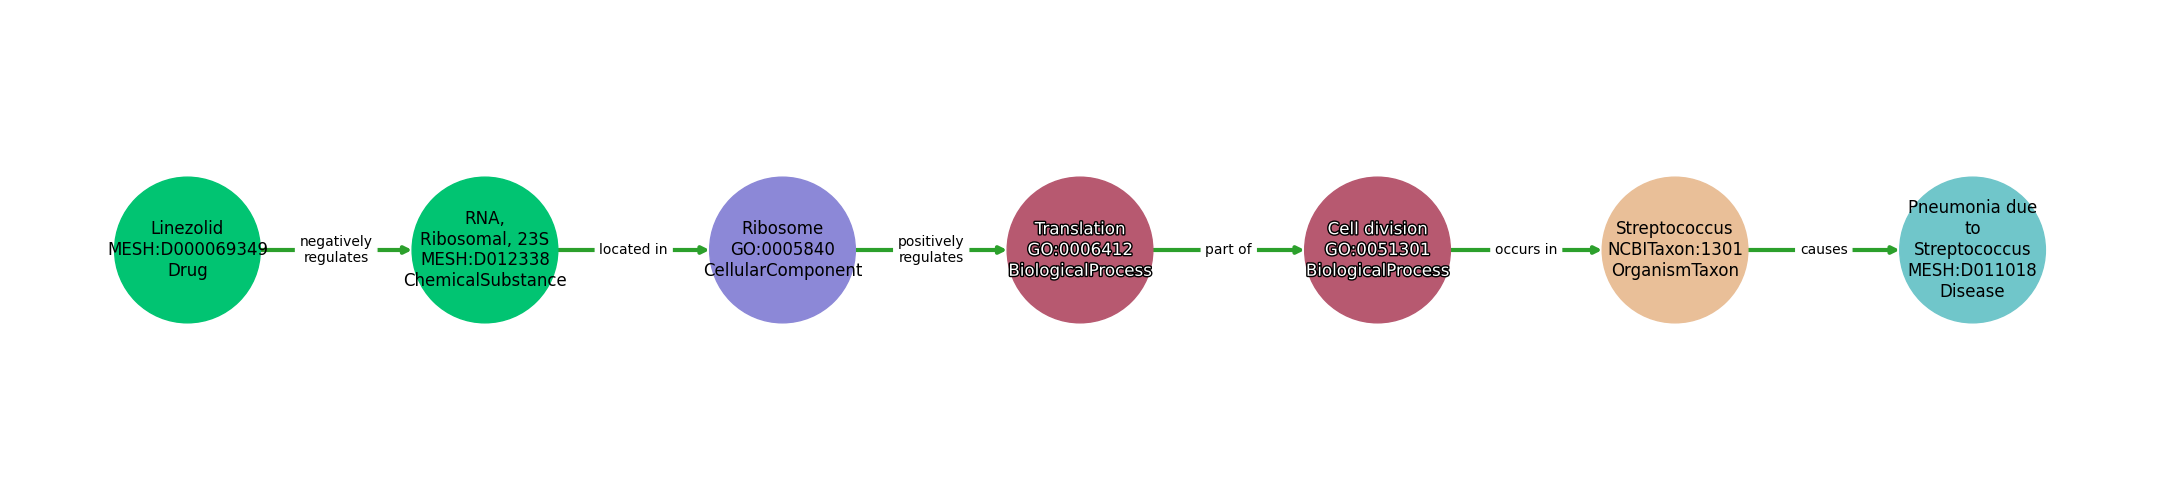 Linezolid
MESH:D000069349
Drug
negatively
regulates
RNA,
Ribosomal, 23S
MESH:D012338
ChemicalSubstance
located in
Ribosome
GO:0005840
CellularComponent
positively
regulates
Translation
GO:0006412
BiologicalProcess
part of
Cell division
GO:0051301
BiologicalProcess
occurs in
Streptococcus
NCBITaxon:1301
OrganismTaxon
causes
Pneumonia due
to
Streptococcus
MESH:D011018
Disease